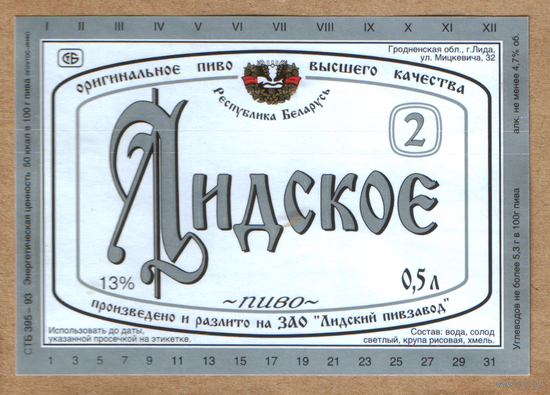 I II III IV V VI VII VIII IX X XI XII
СТБ
Гродненская обл., г.Лида,
ул. Мицкевича, 32
ОРИГИНАЛЬНОЕ ПИВО ВЫСШЕГО КАЧЕСТВА
Республика Беларусь
2
Лидское
13%
0,5 л
~ПИВО~
ПРОИЗВЕДЕНО И РАЗЛИТО НА ЗАО "Лидский пивзавод"
Использовать до даты,
указанной просечкой на этикетке.
Состав: вода, солод
светлый, крупа рисовая, хмель.
1 3 5 7 9 11 13 15 17 19 21 23 25 27 29 31
СТБ 395 – 93 Энергетическая ценность 50 ккал в 100 г пива
Углеводов не более 5,3 г в 100г пива
алк. не менее 4,7% об.